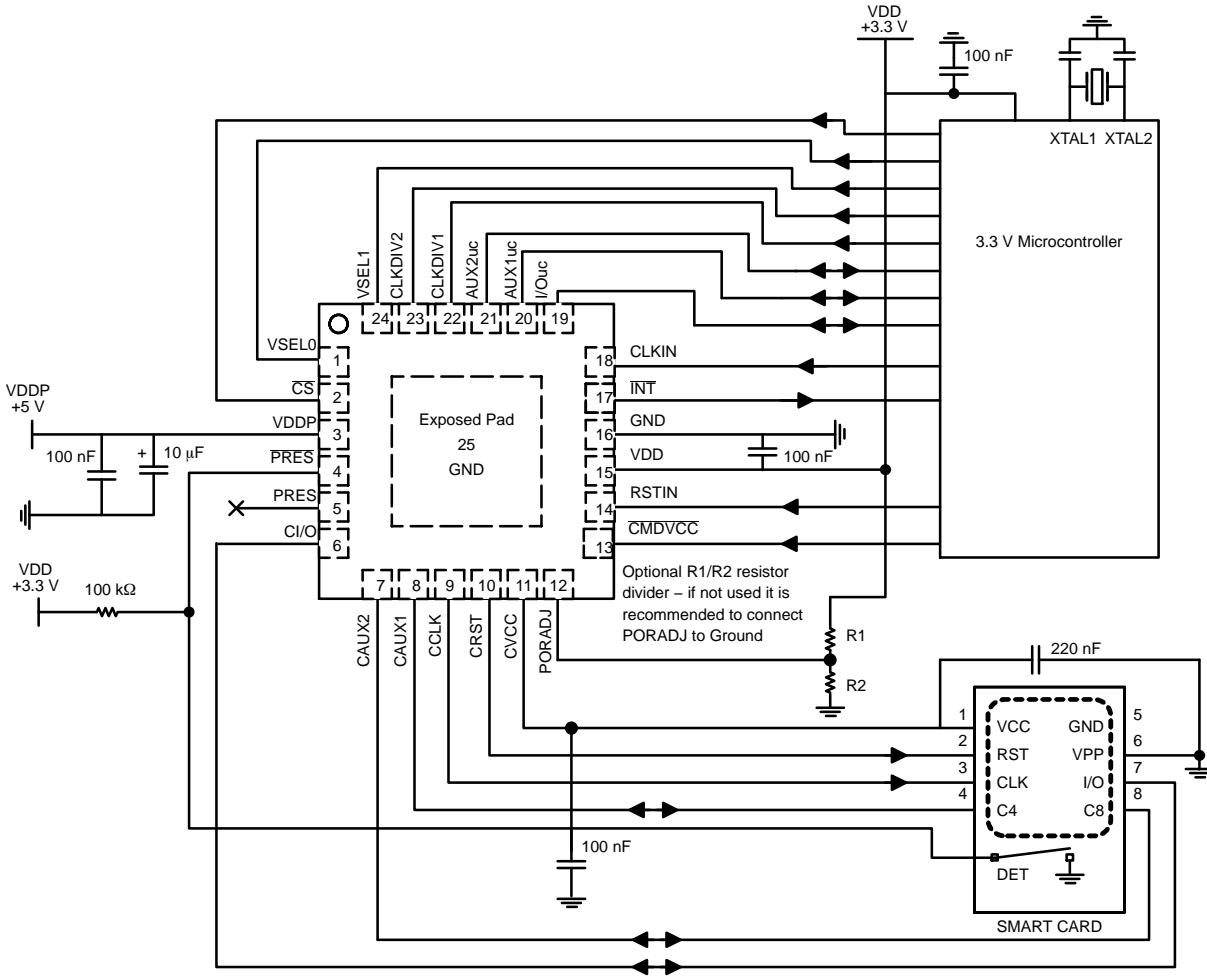 VDD
+3.3 V
100 nF
XTAL1 XTAL2
3.3 V Microcontroller
VSEL1
CLKDIV2
CLKDIV1
AUX2uc
AUX1uc
I/Ouc
24
23
22
21
20
19
VSEL0
1
CS
2
VDDP
+5 V
VDDP
3
100 nF
+ 10 μF
PRES
4
PRES
5
CI/O
6
Exposed Pad
25
GND
18
CLKIN
17
INT
16
GND
15
VDD
100 nF
14
RSTIN
13
CMDVCC
VDD
+3.3 V
100 kΩ
7
8
9
10
11
12
CAUX2
CAUX1
CCLK
CRST
CVCC
PORADJ
Optional R1/R2 resistor
divider – if not used it is
recommended to connect
PORADJ to Ground
R1
R2
220 nF
1
VCC
GND
5
2
RST
VPP
6
3
CLK
I/O
7
4
C4
C8
8
DET
SMART CARD
100 nF